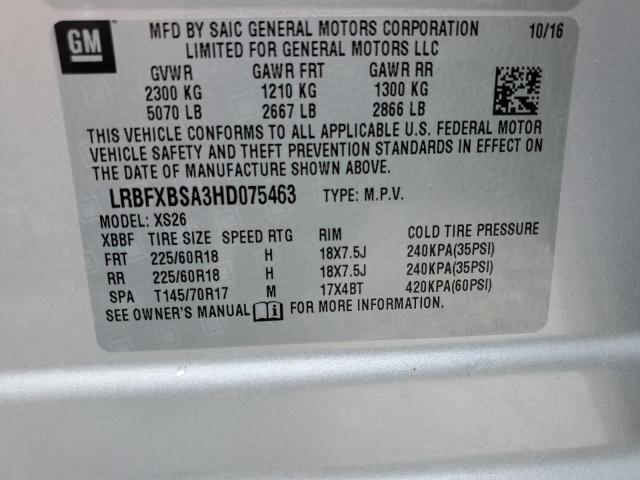 GM
MFD BY SAIC GENERAL MOTORS CORPORATION 10/16
LIMITED FOR GENERAL MOTORS LLC
GVWR GAWR FRT GAWR RR
2300 KG 1210 KG 1300 KG
5070 LB 2667 LB 2866 LB
THIS VEHICLE CONFORMS TO ALL APPLICABLE U.S. FEDERAL MOTOR
VEHICLE SAFETY AND THEFT PREVENTION STANDARDS IN EFFECT ON
THE DATE OF MANUFACTURE SHOWN ABOVE.
LRBFXBSA3HD075463 TYPE: M.P.V.
MODEL: XS26
XBBF TIRE SIZE SPEED RTG RIM COLD TIRE PRESSURE
FRT 225/60R18 H 18X7.5J 240KPA(35PSI)
RR 225/60R18 H 18X7.5J 240KPA(35PSI)
SPA T145/70R17 M 17X4BT 420KPA(60PSI)
SEE OWNER'S MANUAL FOR MORE INFORMATION.